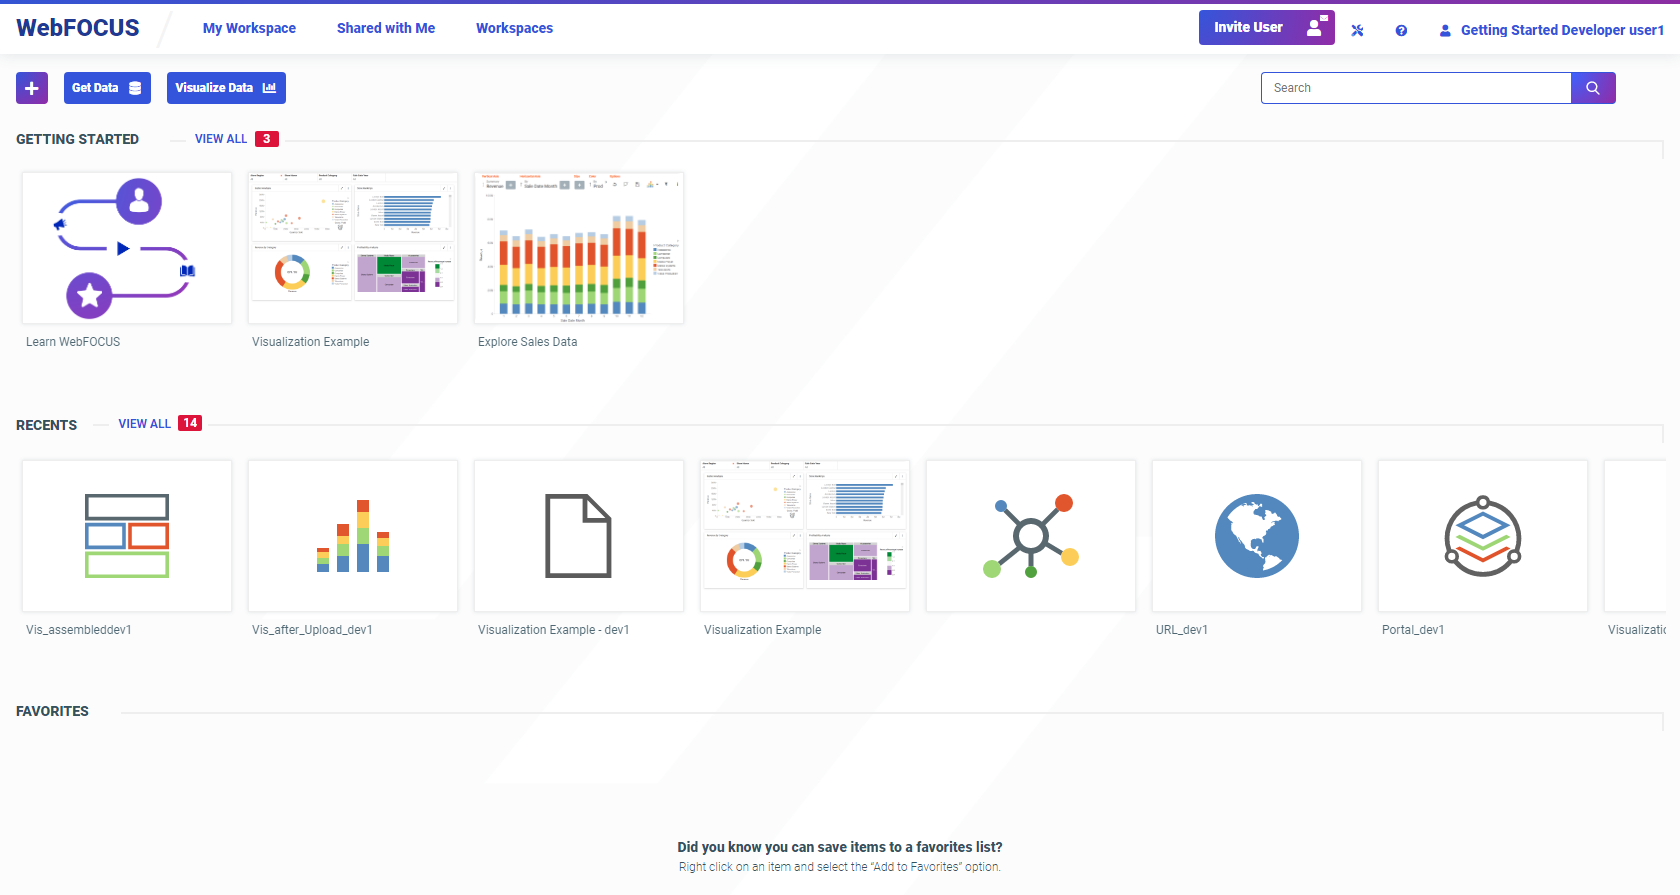 WebFOCUS
My Workspace
Shared with Me
Workspaces
Invite User
Getting Started Developer user1
Get Data
Visualize Data
Search
GETTING STARTED
VIEW ALL 3
Learn WebFOCUS
Visualization Example
Explore Sales Data
RECENTS
VIEW ALL 14
Vis_assembleddev1
Vis_after_Upload_dev1
Visualization Example - dev1
Visualization Example
URL_dev1
Portal_dev1
Visualizatio
FAVORITES
Did you know you can save items to a favorites list?
Right click on an item and select the “Add to Favorites” option.